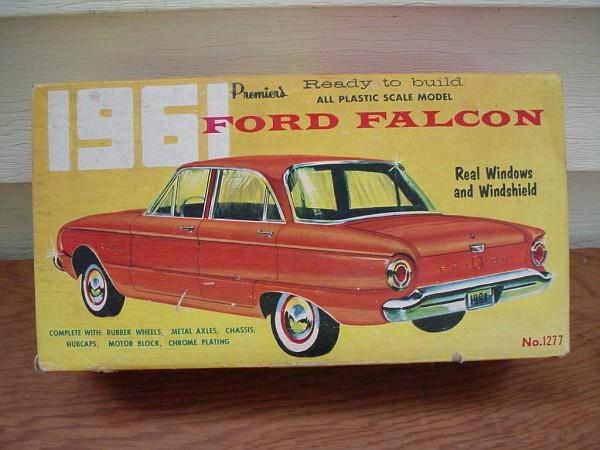 1961
Premier's
Ready to build
ALL PLASTIC SCALE MODEL
FORD FALCON
Real Windows
and Windshield
FALCON
1961
COMPLETE WITH: RUBBER WHEELS, METAL AXLES, CHASSIS,
HUBCAPS, MOTOR BLOCK, CHROME PLATING
No.1277